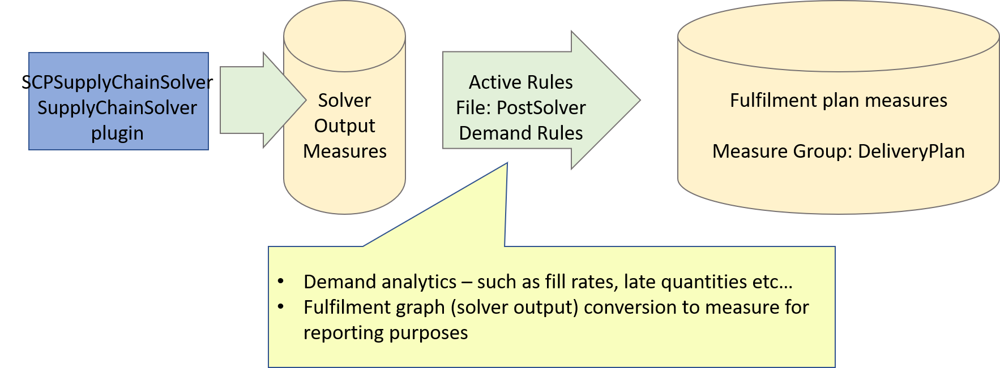 SCPSupplyChainSolver
SupplyChainSolver
plugin
Solver
Output
Measures
Active Rules
File: PostSolver
Demand Rules
Fulfilment plan measures
Measure Group: DeliveryPlan
• Demand analytics – such as fill rates, late quantities etc…
• Fulfilment graph (solver output) conversion to measure for
reporting purposes